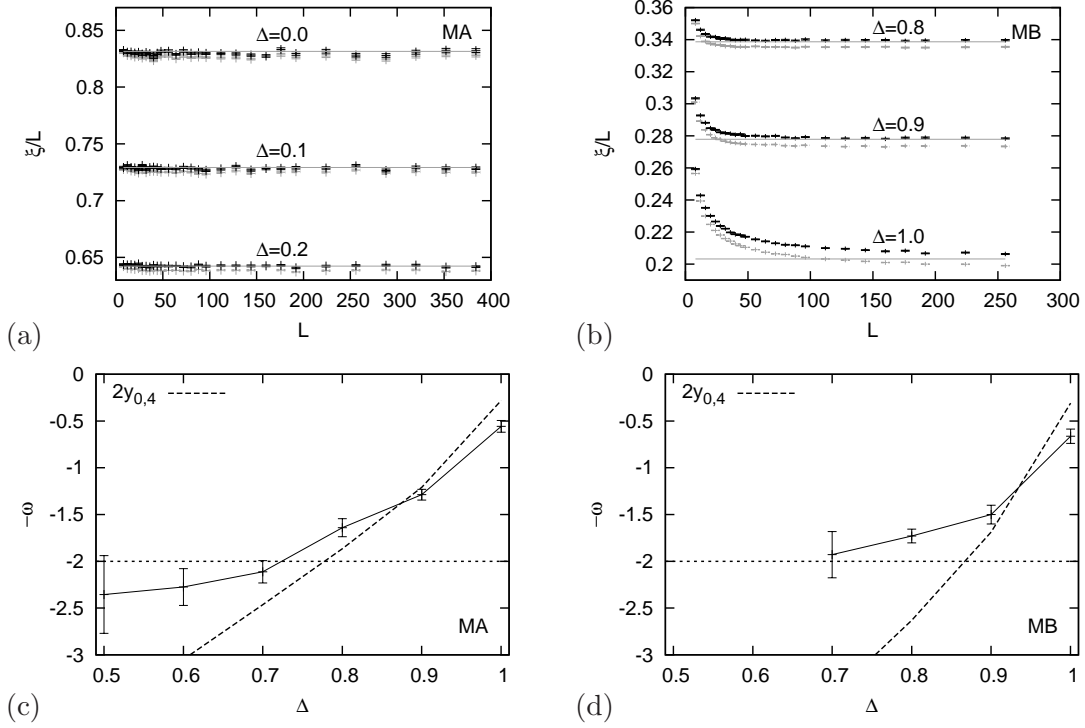 0.85
0.8
0.75
0.7
0.65
ξ/L
Δ=0.0
MA
Δ=0.1
Δ=0.2
0 50 100 150 200 250 300 350 400
L
(a)
0.36
0.34
0.32
0.3
0.28
0.26
0.24
0.22
0.2
ξ/L
Δ=0.8
MB
Δ=0.9
Δ=1.0
0 50 100 150 200 250 300
L
(b)
0
-0.5
-1
-1.5
-2
-2.5
-3
−ω
2y0,4
MA
0.5 0.6 0.7 0.8 0.9 1
Δ
(c)
0
-0.5
-1
-1.5
-2
-2.5
-3
−ω
2y0,4
MB
0.5 0.6 0.7 0.8 0.9 1
Δ
(d)